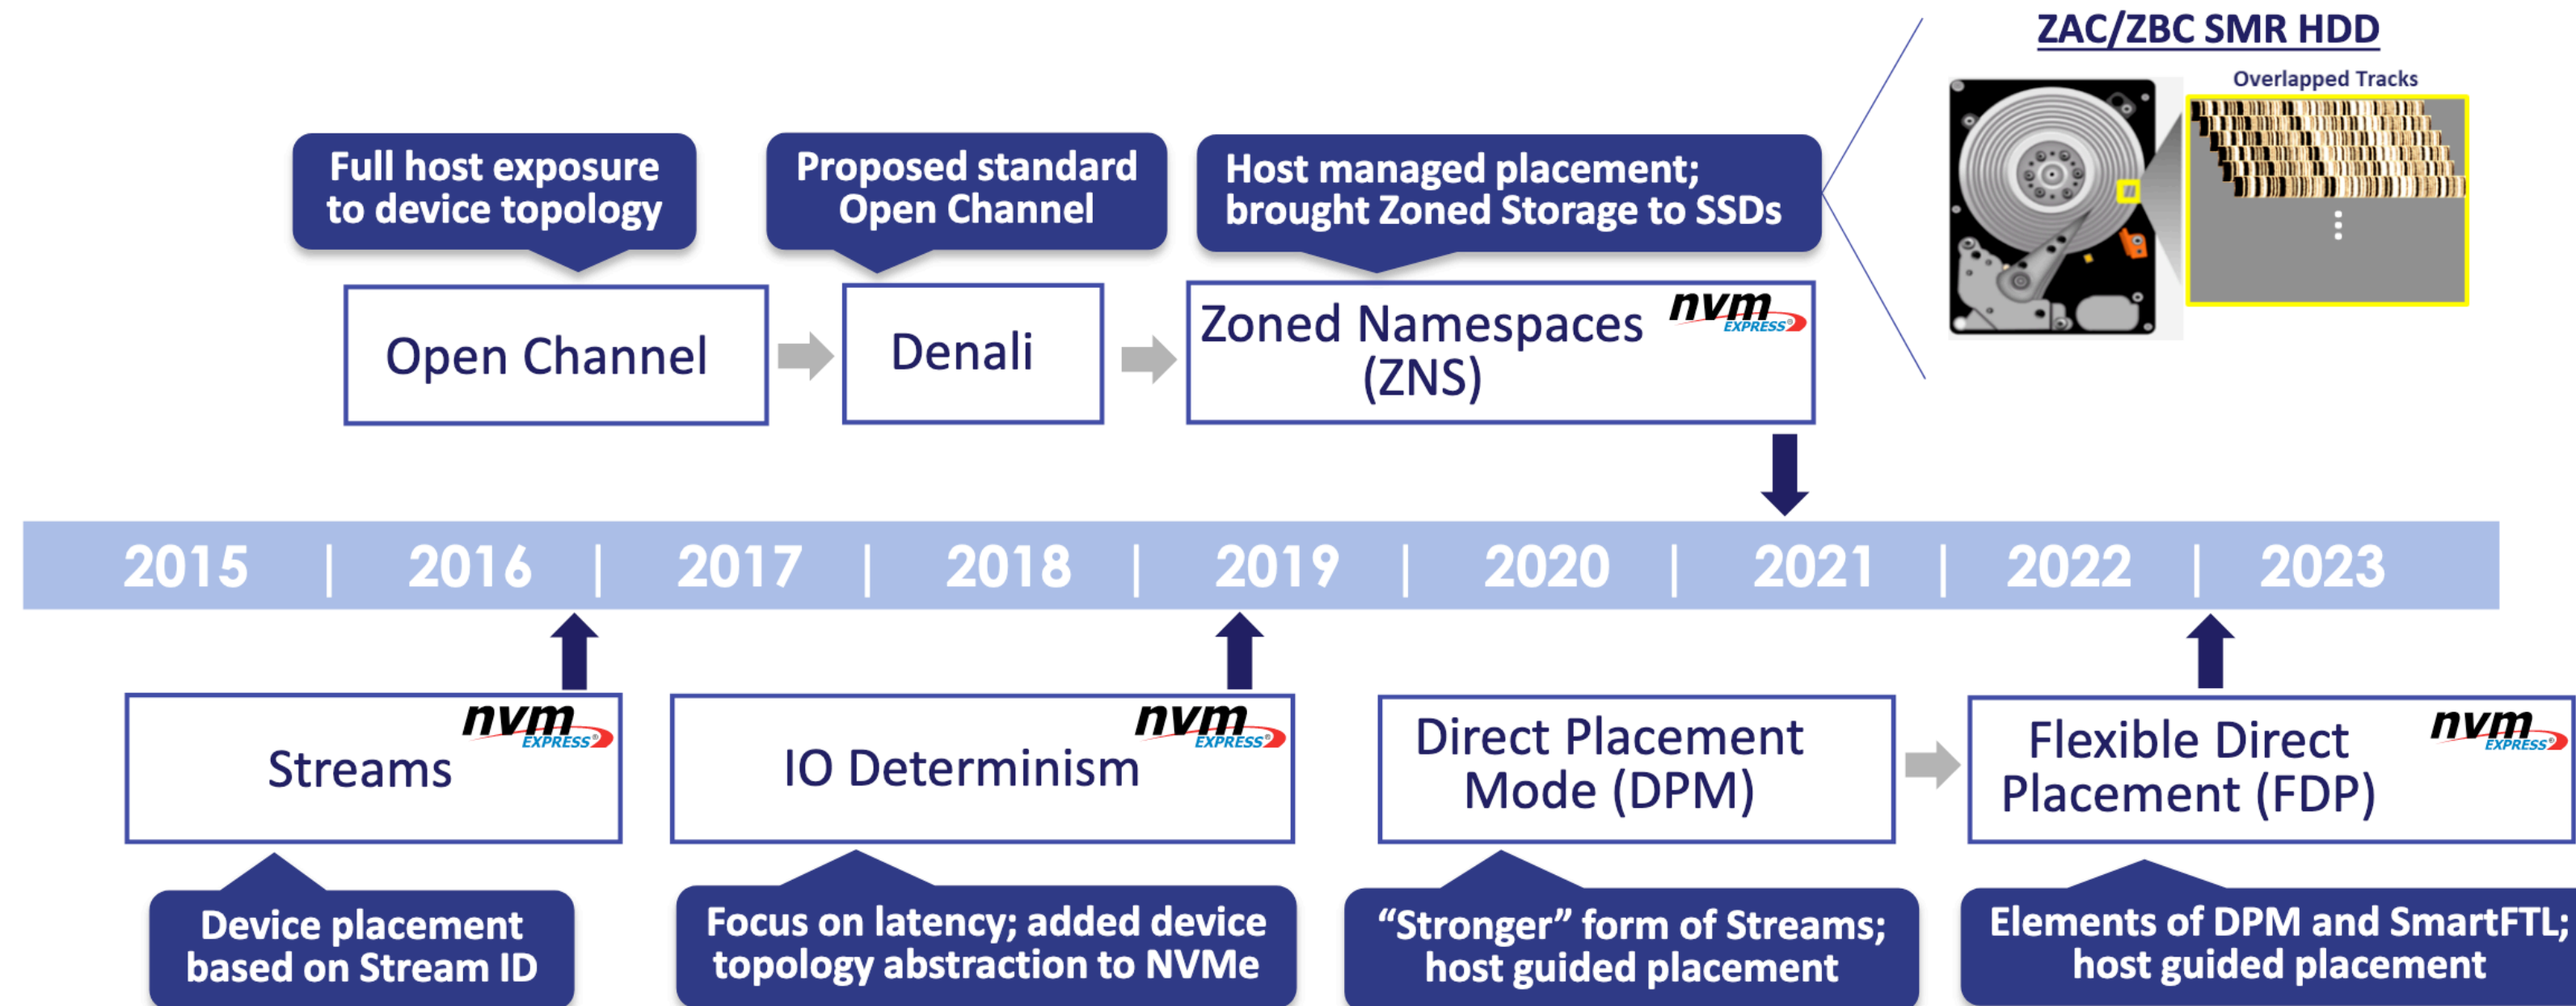 ZAC/ZBC SMR HDD
Overlapped Tracks
Full host exposure
to device topology
Proposed standard
Open Channel
Host managed placement;
brought Zoned Storage to SSDs
Open Channel
Denali
Zoned Namespaces
(ZNS)
nvm
EXPRESS®
2015 | 2016 | 2017 | 2018 | 2019 | 2020 | 2021 | 2022 | 2023
Streams
nvm
EXPRESS®
IO Determinism
nvm
EXPRESS®
Direct Placement
Mode (DPM)
Flexible Direct
Placement (FDP)
nvm
EXPRESS®
Device placement
based on Stream ID
Focus on latency; added device
topology abstraction to NVMe
“Stronger” form of Streams;
host guided placement
Elements of DPM and SmartFTL;
host guided placement